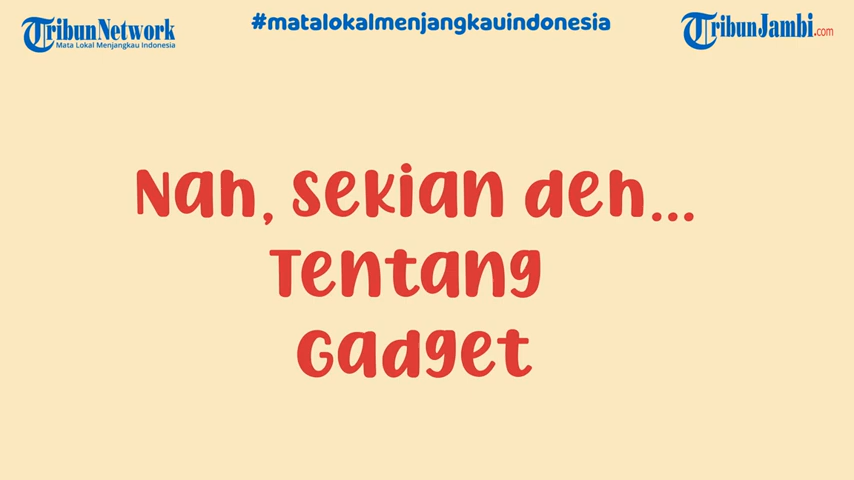 TribunNetwork
Mata Lokal Menjangkau Indonesia
#matalokalmenjangkauindonesia
TribunJambi.com
Nah, sekian deh...
Tentang
Gadget